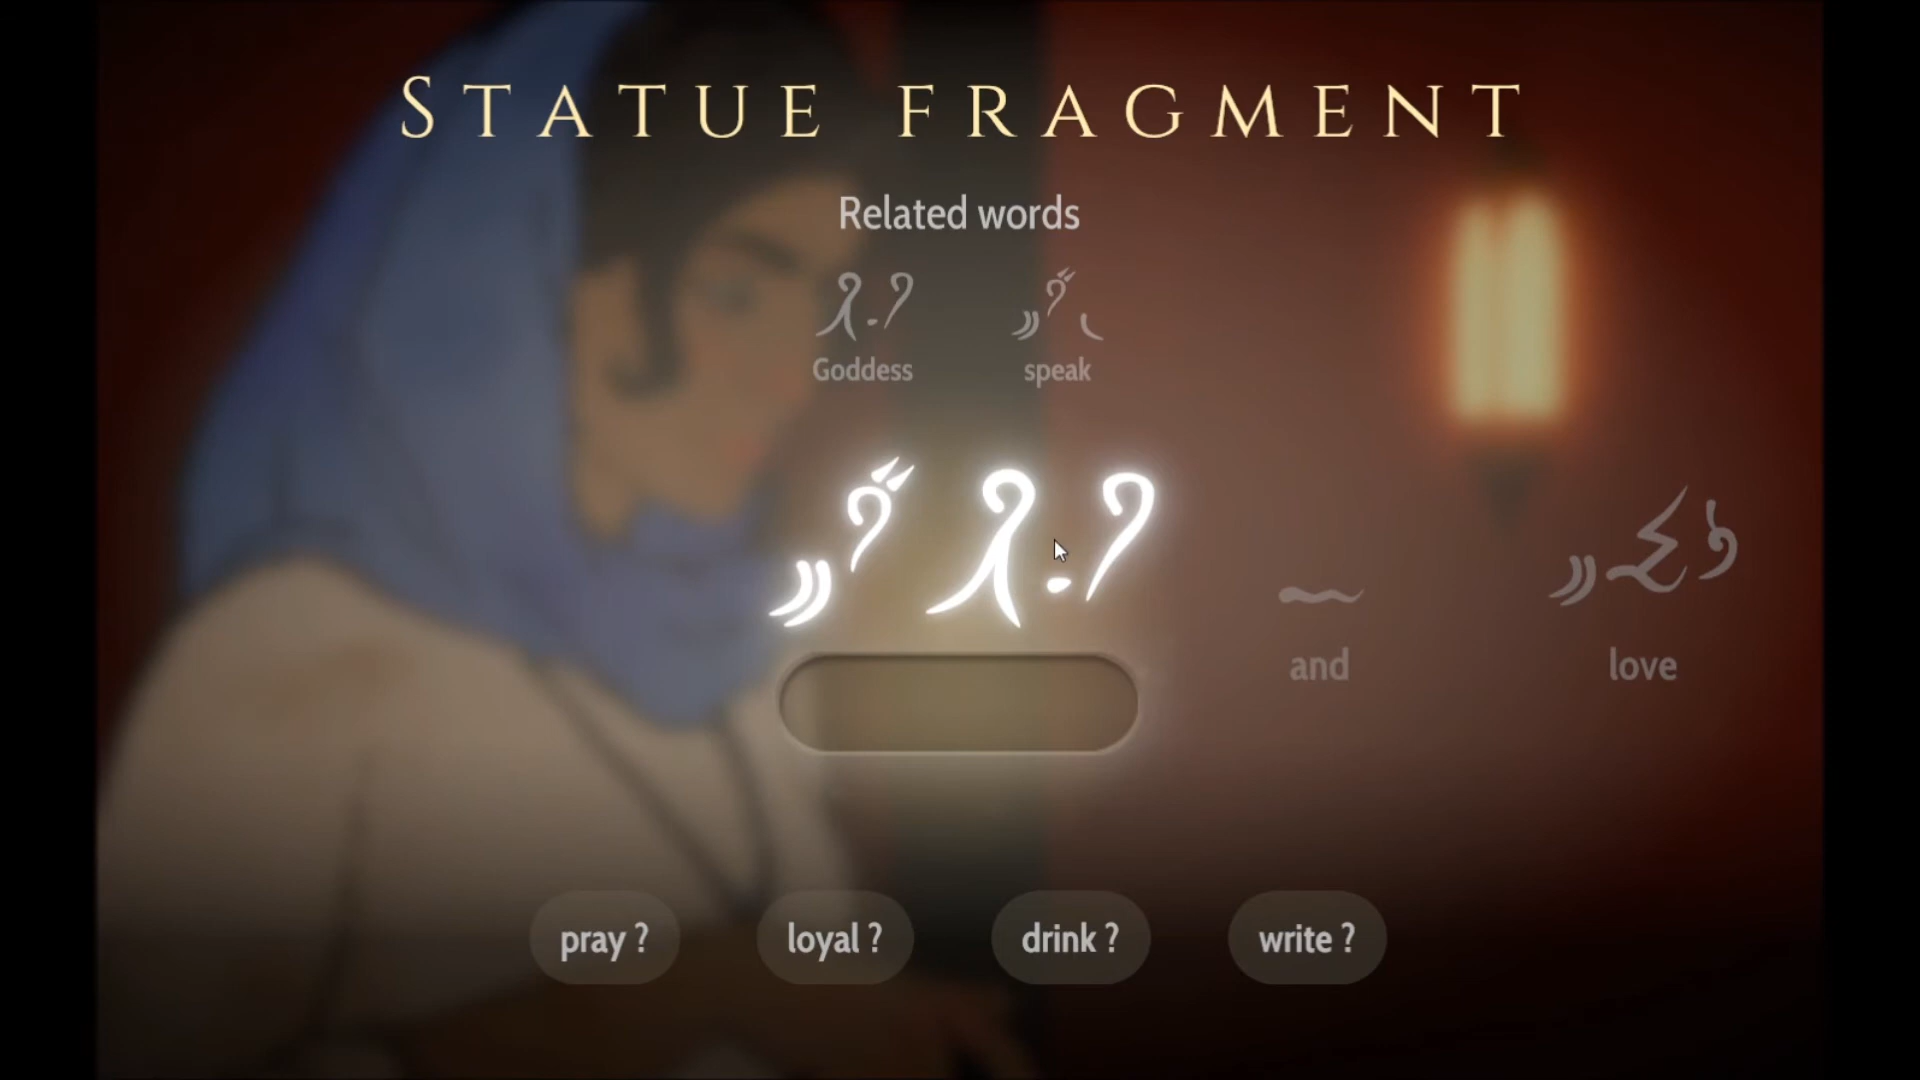 STATUE FRAGMENT
Related words
Goddess speak
and love
pray ? loyal ? drink ? write ?